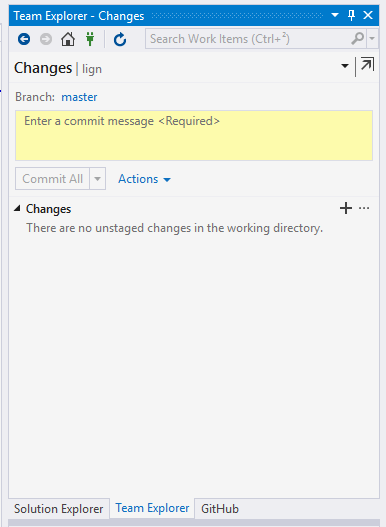 Team Explorer - Changes
Search Work Items (Ctrl+²)
Changes | lign
Branch: master
Enter a commit message <Required>
Commit All
Actions
Changes
There are no unstaged changes in the working directory.
Solution Explorer Team Explorer GitHub